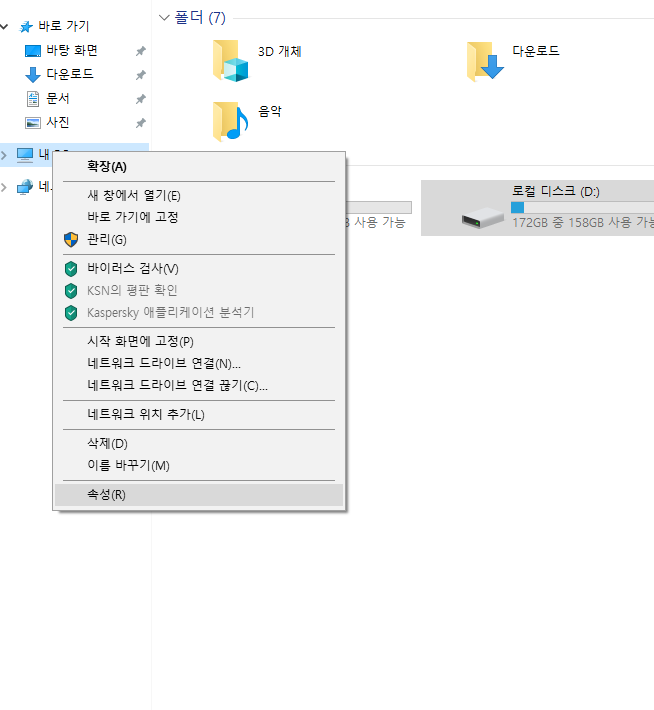 바로 가기
바탕 화면
다운로드
문서
사진
내
네
폴더 (7)
3D 개체
다운로드
음악
사용 가능
로컬 디스크 (D:)
172GB 중 158GB 사용 가능
확장(A)
새 창에서 열기(E)
바로 가기에 고정
관리(G)
바이러스 검사(V)
KSN의 평판 확인
Kaspersky 애플리케이션 분석기
시작 화면에 고정(P)
네트워크 드라이브 연결(N)...
네트워크 드라이브 연결 끊기(C)...
네트워크 위치 추가(L)
삭제(D)
이름 바꾸기(M)
속성(R)